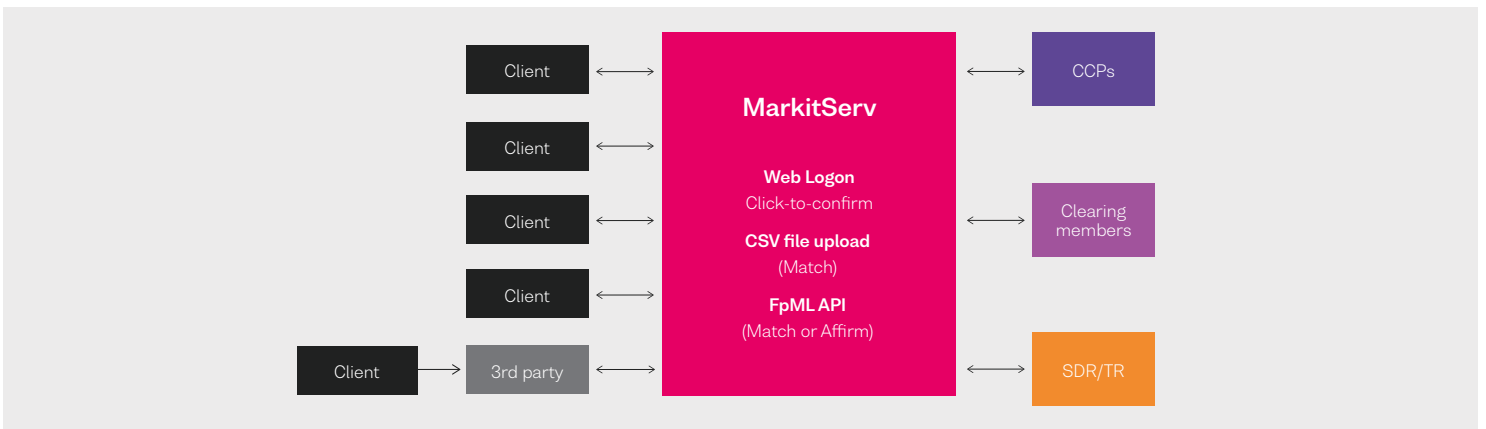 Client
Client
Client
Client
Client
3rd party
MarkitServ
Web Logon
Click-to-confirm
CSV file upload
(Match)
FpML API
(Match or Affirm)
CCPs
Clearing
members
SDR/TR